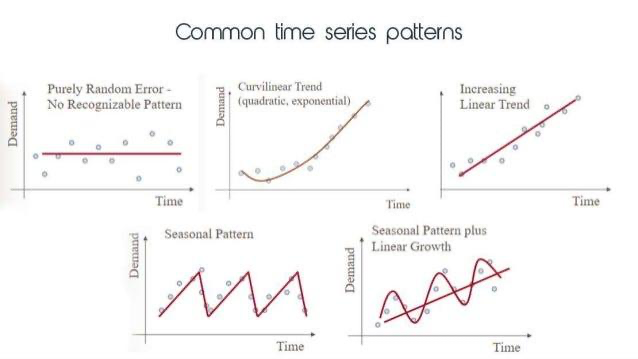 Common time series patterns
Purely Random Error -
No Recognizable Pattern
Demand
Time
Curvilinear Trend
(quadratic, exponential)
Demand
Time
Increasing
Linear Trend
Time
Seasonal Pattern
Demand
Time
Seasonal Pattern plus
Linear Growth
Demand
Time